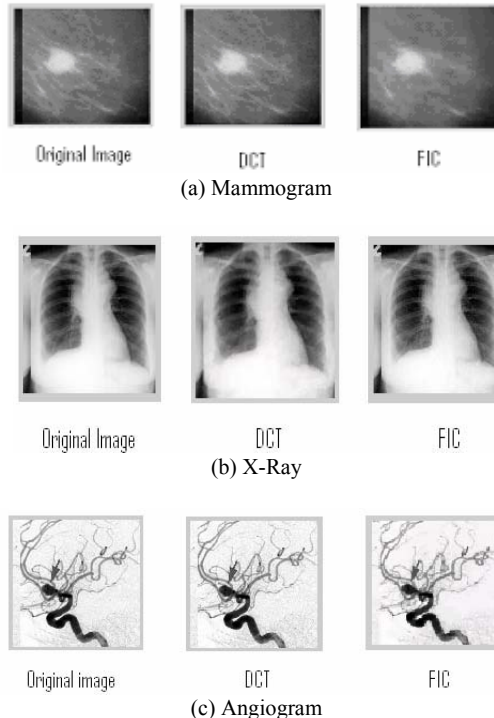 Original Image DCT FIC
(a) Mammogram
Original Image DCT FIC
(b) X-Ray
Original image DCT FIC
(c) Angiogram